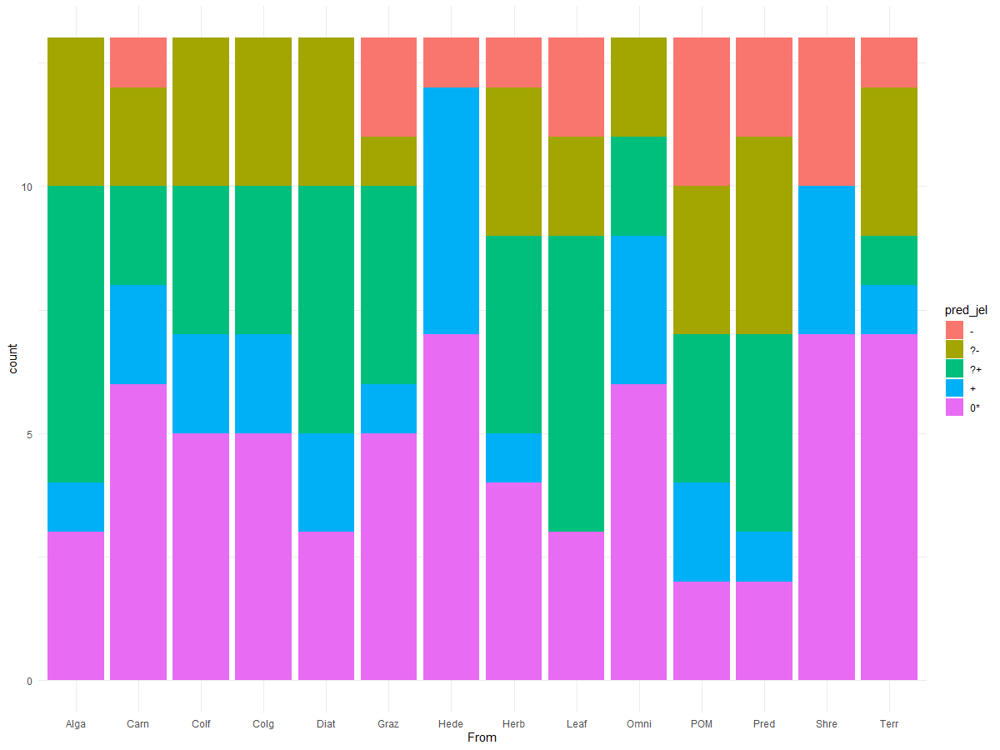 count
10
5
0
Alga Carn Colf Colg Diat Graz Hede Herb Leaf Omni POM Pred Shre Terr
From
pred_jel
-
?-
?+
+
0*